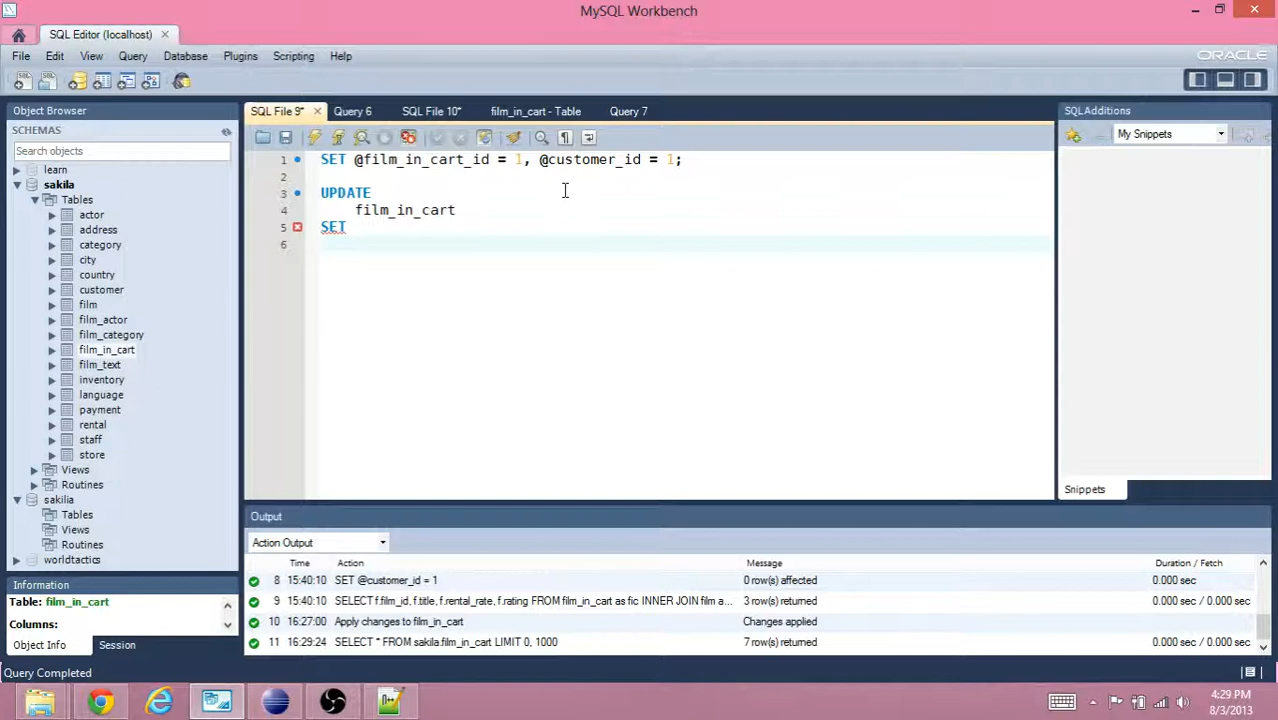 MySQL Workbench
SQL Editor (localhost)
File Edit View Query Database Plugins Scripting Help
ORACLE
Object Browser
SQL File 9* Query 6 SQL File 10* film_in_cart - Table Query 7
SQLAdditions
SCHEMAS
My Snippets
Search objects
learn
sakila
Tables
actor
address
category
city
country
customer
film
film_actor
film_category
film_in_cart
film_text
inventory
language
payment
rental
staff
store
Views
Routines
sakilia
Tables
Views
Routines
worldtactics
1 SET @film_in_cart_id = 1, @customer_id = 1;
2
3 UPDATE
4 film_in_cart
5 SET
6
Snippets
Output
Action Output
Time Action Message Duration / Fetch
8 15:40:10 SET @customer_id = 1 0 row(s) affected 0.000 sec
9 15:40:10 SELECT f.film_id, f.title, f.rental_rate, f.rating FROM film_in_cart as fic INNER JOIN film a... 3 row(s) returned 0.000 sec / 0.000 sec
10 16:27:00 Apply changes to film_in_cart Changes applied
11 16:29:24 SELECT * FROM sakila.film_in_cart LIMIT 0, 1000 7 row(s) returned 0.000 sec / 0.000 sec
Information
Table: film_in_cart
Columns:
Object Info Session
Query Completed
4:29 PM
8/3/2013